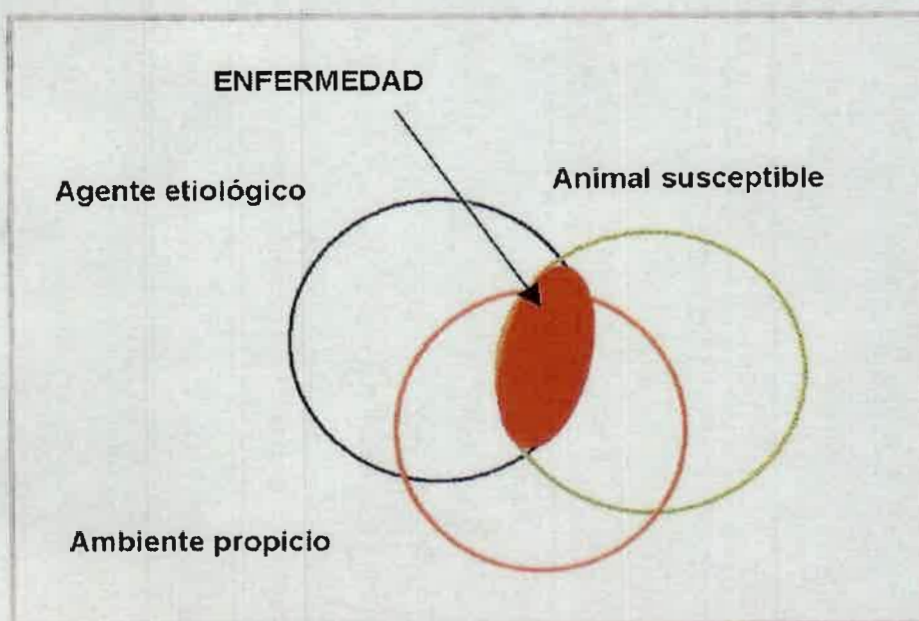 ENFERMEDAD
Agente etiológico
Animal susceptible
Ambiente propicio